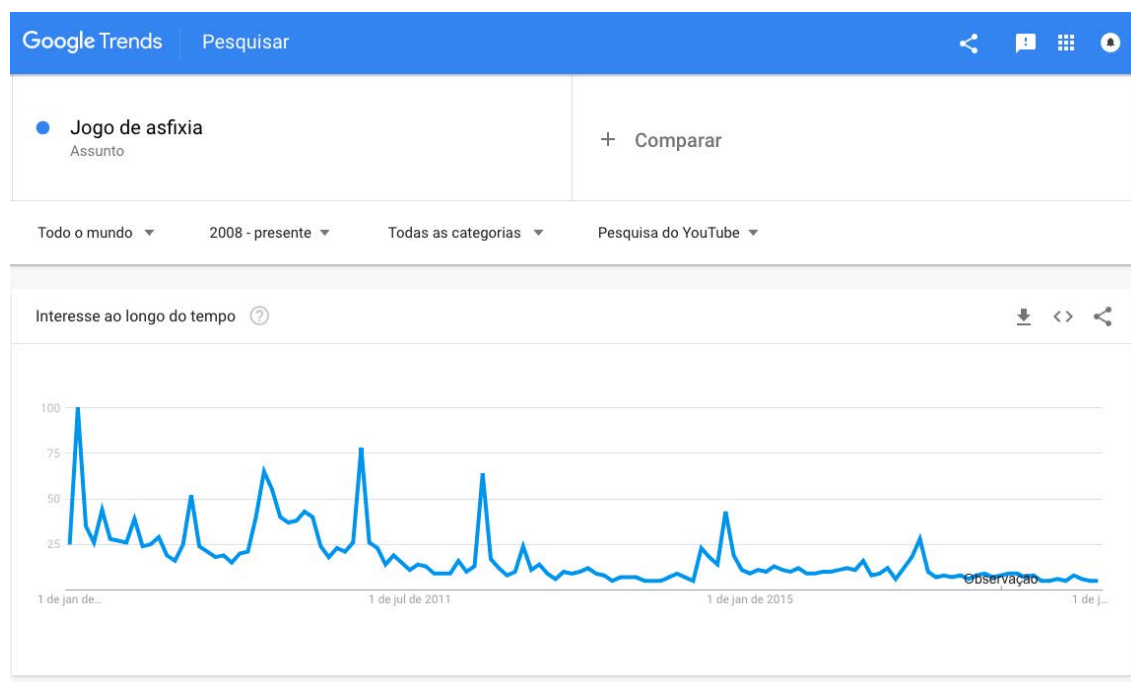 Google Trends Pesquisar
Jogo de asfixia
Assunto
+ Comparar
Todo o mundo 2008 - presente Todas as categorias Pesquisa do YouTube
Interesse ao longo do tempo ?
100
75
50
25
Observação
1 de jan de... 1 de jul de 2011 1 de jan de 2015 1 de j...